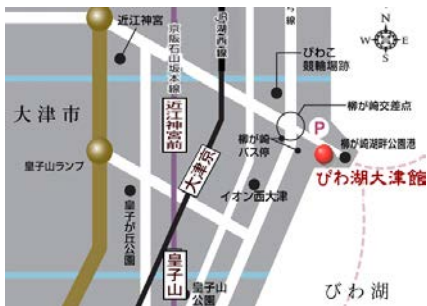 近江神宮
京阪石山坂本線
JR湖西線
号線
N
W
E
S
びわこ
競輪場跡
大津市
近江神宮前
柳が崎交差点
P
柳が崎
バス停
柳が崎湖畔公園港
皇子山ランプ
大津京
びわ湖大津館
イオン西大津
皇子が丘
公園
皇子山
皇子山
公園
びわ湖